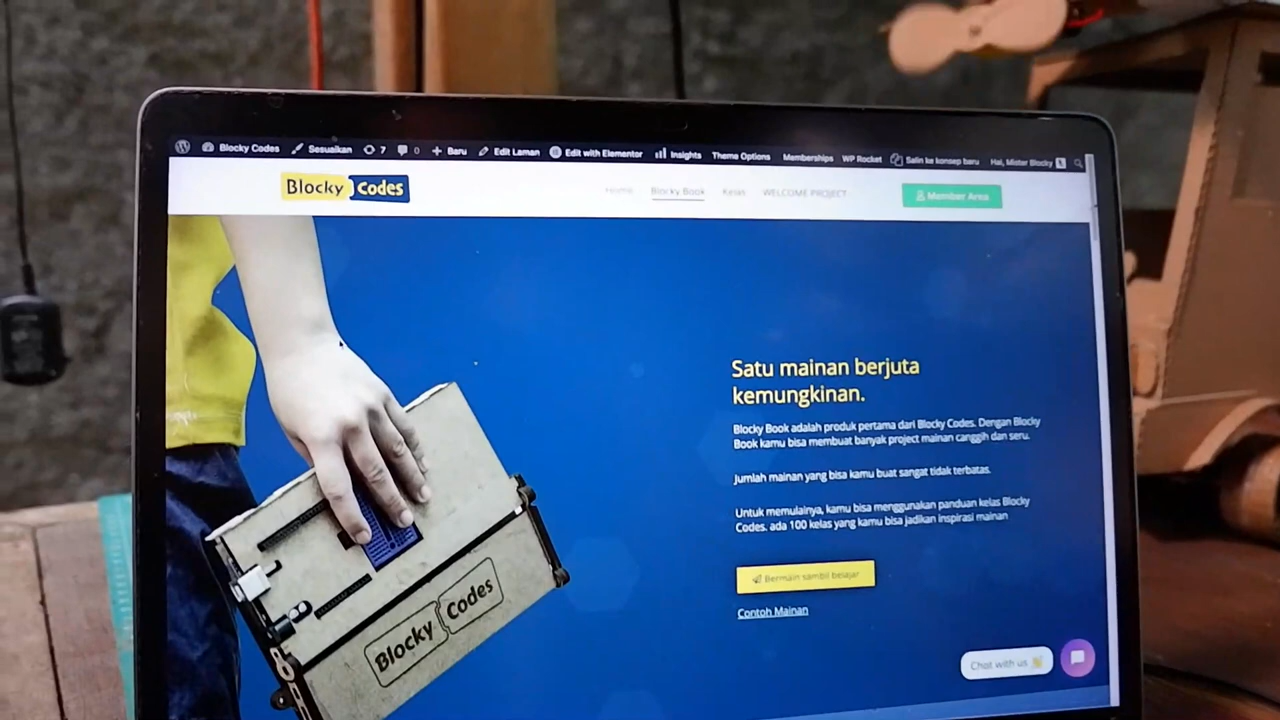 Blocky Codes Sesuaikan 7 0 Baru Edit Laman Edit with Elementor Insights Theme Options Memberships WP Rocket Salin ke konsep baru Hai, Mister Blocky
Blocky Codes Home Blocky Book Kelas WELCOME PROJECT Member Area
Satu mainan berjuta
kemungkinan.
Blocky Book adalah produk pertama dari Blocky Codes. Dengan Blocky
Book kamu bisa membuat banyak project mainan canggih dan seru.
Jumlah mainan yang bisa kamu buat sangat tidak terbatas.
Untuk memulainya, kamu bisa menggunakan panduan kelas Blocky
Codes. ada 100 kelas yang kamu bisa jadikan inspirasi mainan
Bermain sambil belajar
Contoh Mainan
Blocky Codes
Chat with us